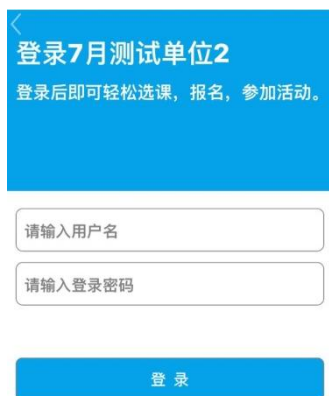 登录7月测试单位2
登录后即可轻松选课，报名，参加活动。
请输入用户名
请输入登录密码
登 录